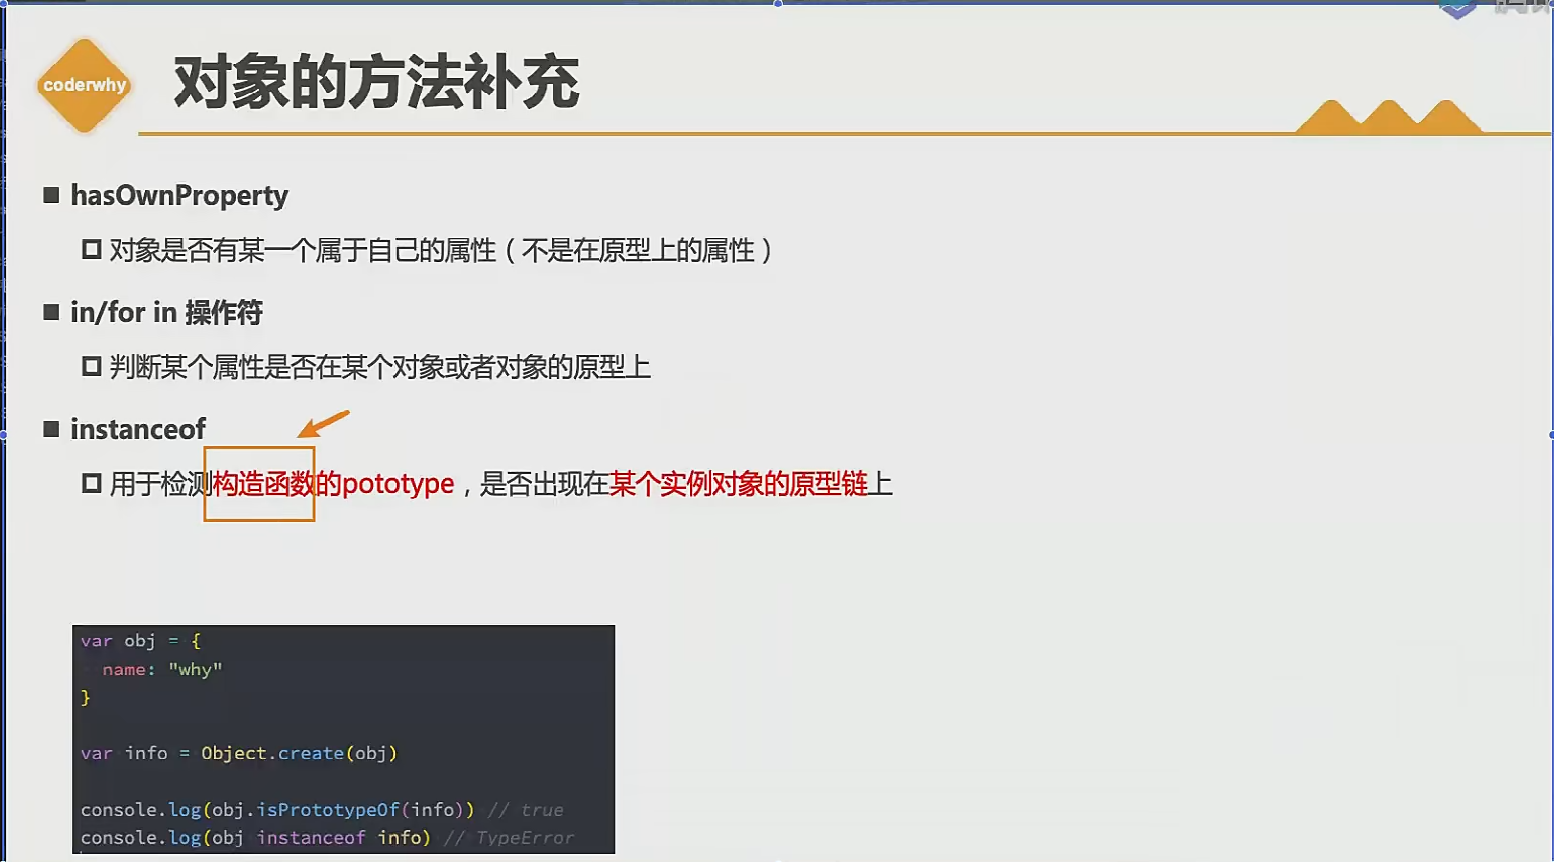 coderwhy
对象的方法补充
hasOwnProperty
对象是否有某一个属于自己的属性（不是在原型上的属性）
in/for in 操作符
判断某个属性是否在某个对象或者对象的原型上
instanceof
用于检测构造函数的pototype，是否出现在某个实例对象的原型链上
var obj = {
name: "why"
}
var info = Object.create(obj)
console.log(obj.isPrototypeOf(info)) // true
console.log(obj instanceof info) // TypeError